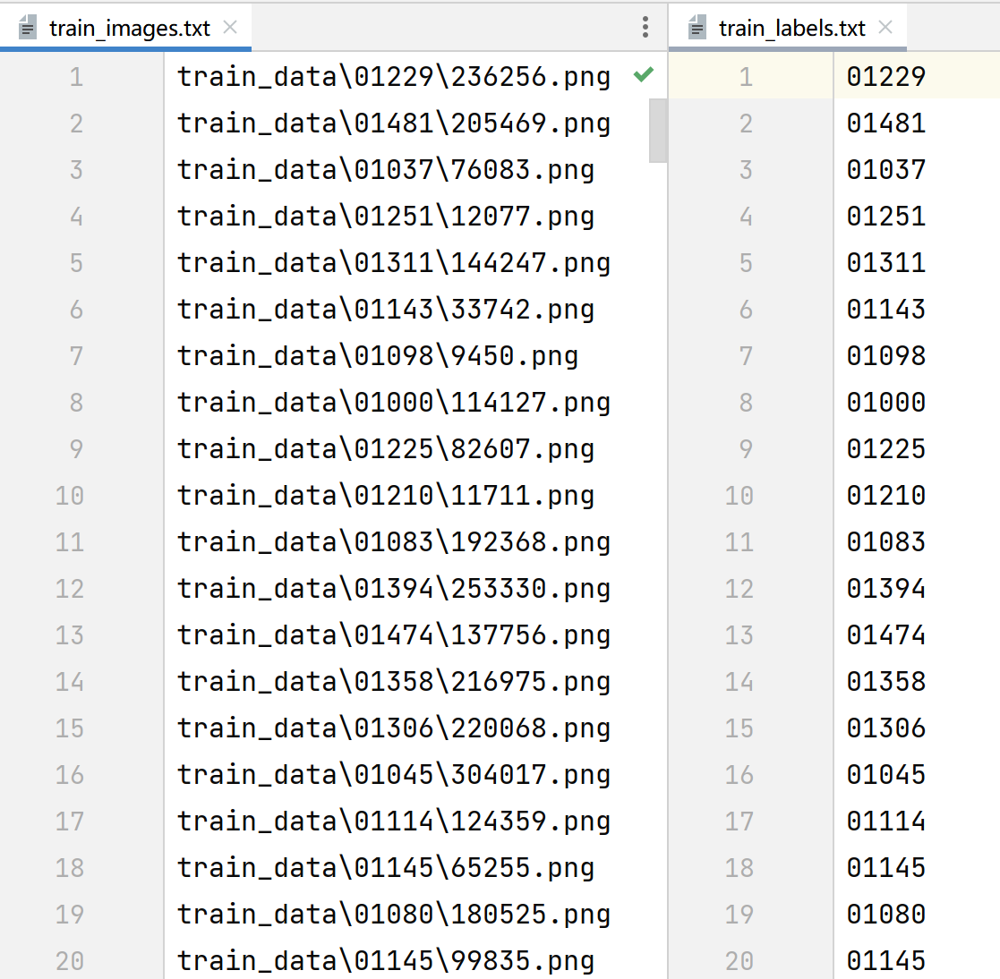 train_images.txt
train_labels.txt
1 train_data\01229\236256.png 1 01229
2 train_data\01481\205469.png 2 01481
3 train_data\01037\76083.png 3 01037
4 train_data\01251\12077.png 4 01251
5 train_data\01311\144247.png 5 01311
6 train_data\01143\33742.png 6 01143
7 train_data\01098\9450.png 7 01098
8 train_data\01000\114127.png 8 01000
9 train_data\01225\82607.png 9 01225
10 train_data\01210\11711.png 10 01210
11 train_data\01083\192368.png 11 01083
12 train_data\01394\253330.png 12 01394
13 train_data\01474\137756.png 13 01474
14 train_data\01358\216975.png 14 01358
15 train_data\01306\220068.png 15 01306
16 train_data\01045\304017.png 16 01045
17 train_data\01114\124359.png 17 01114
18 train_data\01145\65255.png 18 01145
19 train_data\01080\180525.png 19 01080
20 train_data\01145\99835.png 20 01145